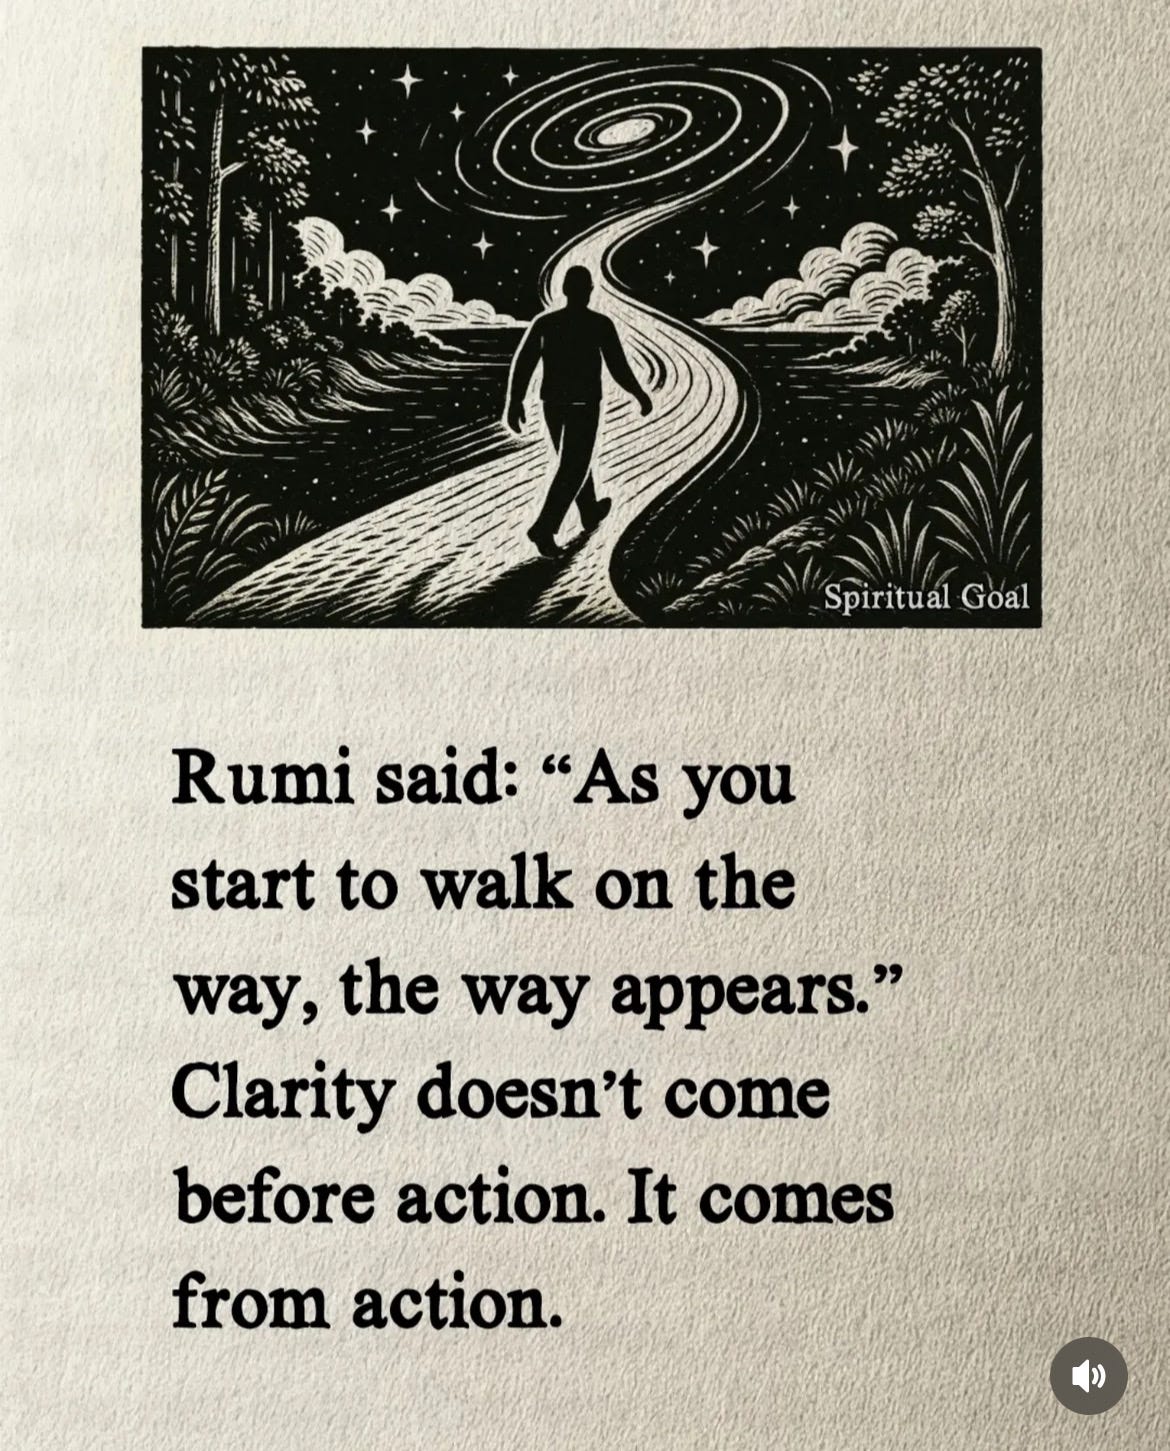 Spiritual Goal
Rumi said: “As you
start to walk on the
way, the way appears.”
Clarity doesn’t come
before action. It comes
from action.